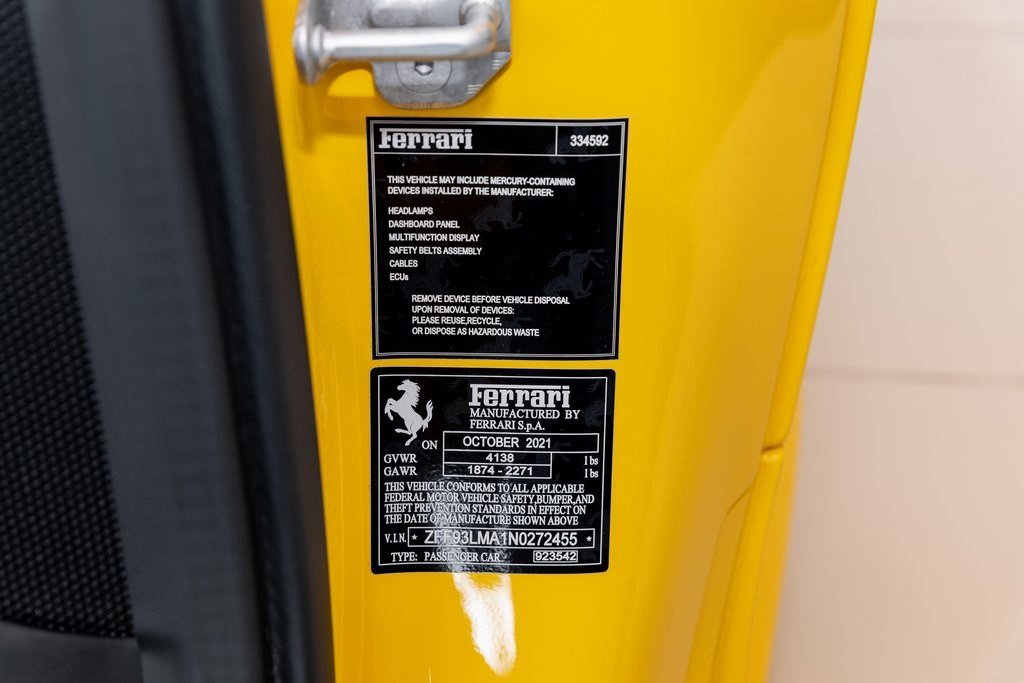 Ferrari 334592
THIS VEHICLE MAY INCLUDE MERCURY-CONTAINING
DEVICES INSTALLED BY THE MANUFACTURER:
HEADLAMPS
DASHBOARD PANEL
MULTIFUNCTION DISPLAY
SAFETY BELTS ASSEMBLY
CABLES
ECUs
REMOVE DEVICE BEFORE VEHICLE DISPOSAL
UPON REMOVAL OF DEVICES:
PLEASE REUSE,RECYCLE,
OR DISPOSE AS HAZARDOUS WASTE
Ferrari
MANUFACTURED BY
FERRARI S.p.A.
ON OCTOBER 2021
GVWR 4138 lbs
GAWR 1874 - 2271 lbs
THIS VEHICLE CONFORMS TO ALL APPLICABLE
FEDERAL MOTOR VEHICLE SAFETY,BUMPER,AND
THEFT PREVENTION STANDARDS IN EFFECT ON
THE DATE OF MANUFACTURE SHOWN ABOVE
V.I.N. * ZFF93LMA1N0272455 *
TYPE: PASSENGER CAR 923542